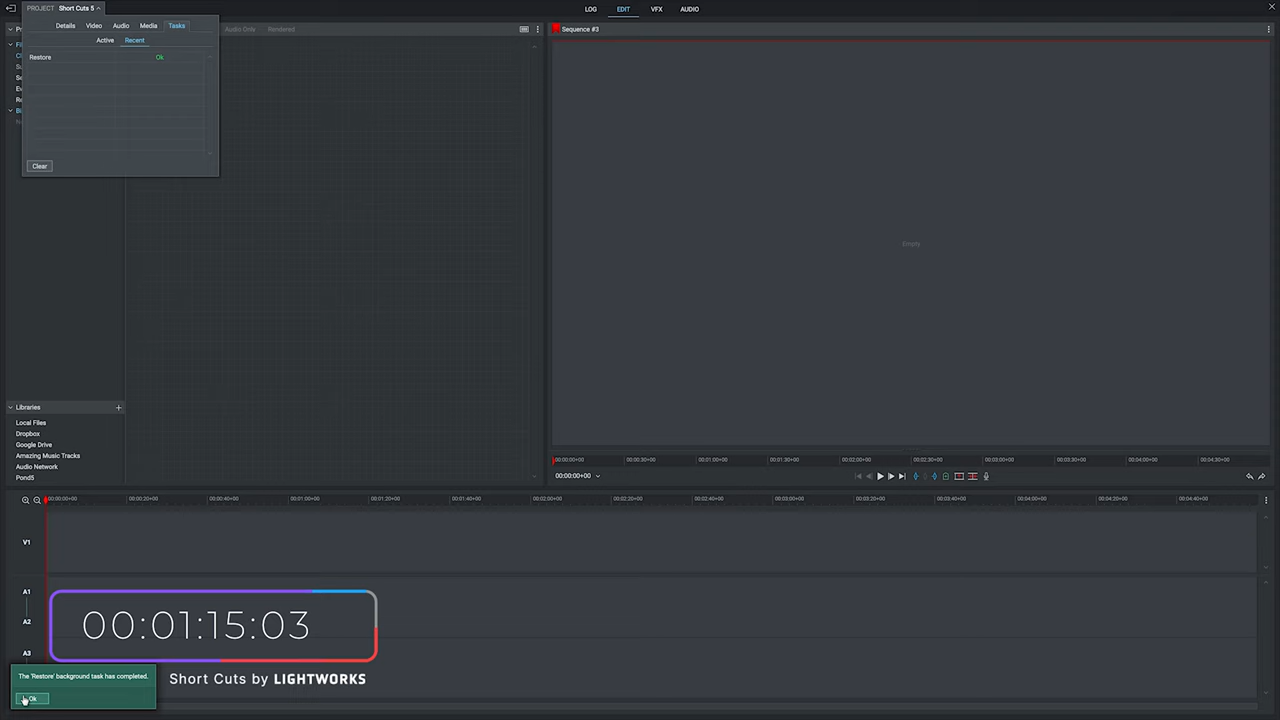 PROJECT Short Cuts 5
LOG EDIT VFX AUDIO
Details Video Audio Media Tasks
Audio Only Rendered
Sequence #3
Active Recent
Restore Ok
Clear
Empty
Libraries +
Local Files
Dropbox
Google Drive
Amazing Music Tracks
Audio Network
Pond5
00:00:00+00 00:00:30+00 00:01:00+00 00:01:30+00 00:02:00+00 00:02:30+00 00:03:00+00 00:03:30+00 00:04:00+00 00:04:30+00
00:00:00+00
00:00:00+00 00:00:20+00 00:00:40+00 00:01:00+00 00:01:20+00 00:01:40+00 00:02:00+00 00:02:20+00 00:02:40+00 00:03:00+00 00:03:20+00 00:03:40+00 00:04:00+00 00:04:20+00 00:04:40+00
V1
A1
A2
A3
00:01:15:03
The 'Restore' background task has completed.
Ok
Short Cuts by LIGHTWORKS